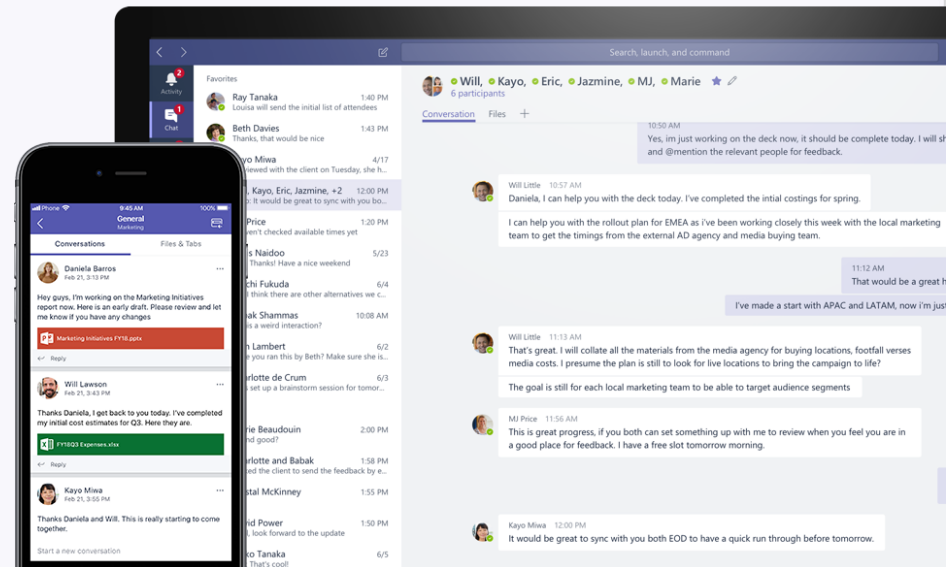 Search, launch, and command
2
Activity
1
Chat
Favorites
Ray Tanaka 1:40 PM
Louisa will send the initial list of attendees
Beth Davies 1:43 PM
Thanks, that would be nice
yo Miwa 4/17
viewed with the client on Tuesday, she h...
, Kayo, Eric, Jazmine, +2 12:00 PM
: It would be great to sync with you bo...
Price 1:20 PM
ven't checked available times yet
s Naidoo 5/23
Thanks! Have a nice weekend
chi Fukuda 6/4
I think there are other alternatives we c...
ak Shammas 10:08 AM
is a weird interaction?
n Lambert 6/2
e you ran this by Beth? Make sure she is...
rlotte de Crum 6/3
set up a brainstorm session for tomor...
rie Beaudouin 2:00 PM
nd good?
rlotte and Babak 1:58 PM
ked the client to send the feedback by e...
stal McKinney 1:55 PM
id Power 1:50 PM
l, look forward to the update
ko Tanaka 6/5
That's cool!
Will, Kayo, Eric, Jazmine, MJ, Marie
6 participants
Conversation Files +
10:50 AM
Yes, im just working on the deck now, it should be complete today. I will sh
and @mention the relevant people for feedback.
Will Little 10:57 AM
Daniela, I can help you with the deck today. I've completed the intial costings for spring.
I can help you with the rollout plan for EMEA as i've been working closely this week with the local marketing
team to get the timings from the external AD agency and media buying team.
11:12 AM
That would be a great h
I've made a start with APAC and LATAM, now i'm jus
Will Little 11:13 AM
That's great. I will collate all the materials from the media agency for buying locations, footfall verses
media costs. I presume the plan is still to look for live locations to bring the campaign to life?
The goal is still for each local marketing team to be able to target audience segments
MJ Price 11:56 AM
This is great progress, if you both can set something up with me to review when you feel you are in
a good place for feedback. I have a free slot tomorrow morning.
Kayo Miwa 12:00 PM
It would be great to sync with you both EOD to have a quick run through before tomorrow.
Phone 9:45 AM 100%
General
Marketing
Conversations Files & Tabs
Daniela Barros
Feb 21, 3:13 PM
Hey guys, I'm working on the Marketing Initiatives
report now. Here is an early draft. Please review and let
me know if you have any changes
Marketing Initiatives FY18.pptx
Reply
Will Lawson
Feb 21, 3:43 PM
Thanks Daniela, I get back to you today. I've completed
my initial cost estimates for Q3. Here they are.
FY18Q3 Expenses.xlsx
Reply
Kayo Miwa
Feb 21, 3:55 PM
Thanks Daniela and Will. This is really starting to come
together.
Start a new conversation